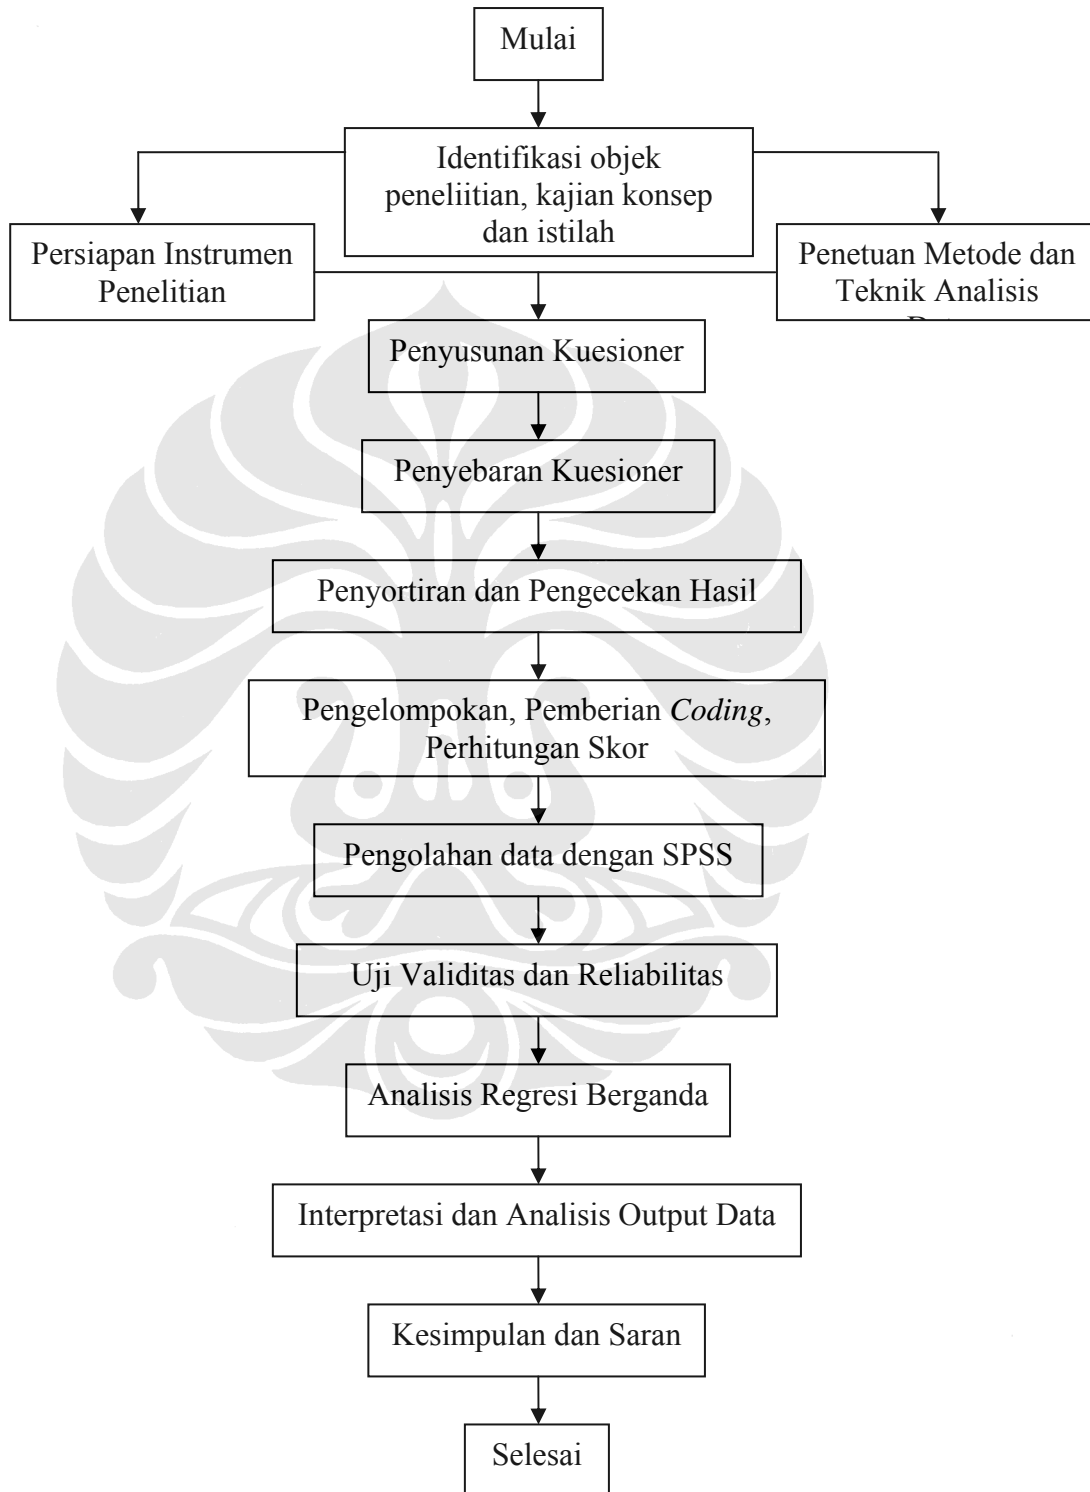 Mulai
Identifikasi objek
peneliitian, kajian konsep
dan istilah
Persiapan Instrumen
Penelitian
Penetuan Metode dan
Teknik Analisis
Penyusunan Kuesioner
Penyebaran Kuesioner
Penyortiran dan Pengecekan Hasil
Pengelompokan, Pemberian Coding,
Perhitungan Skor
Pengolahan data dengan SPSS
Uji Validitas dan Reliabilitas
Analisis Regresi Berganda
Interpretasi dan Analisis Output Data
Kesimpulan dan Saran
Selesai